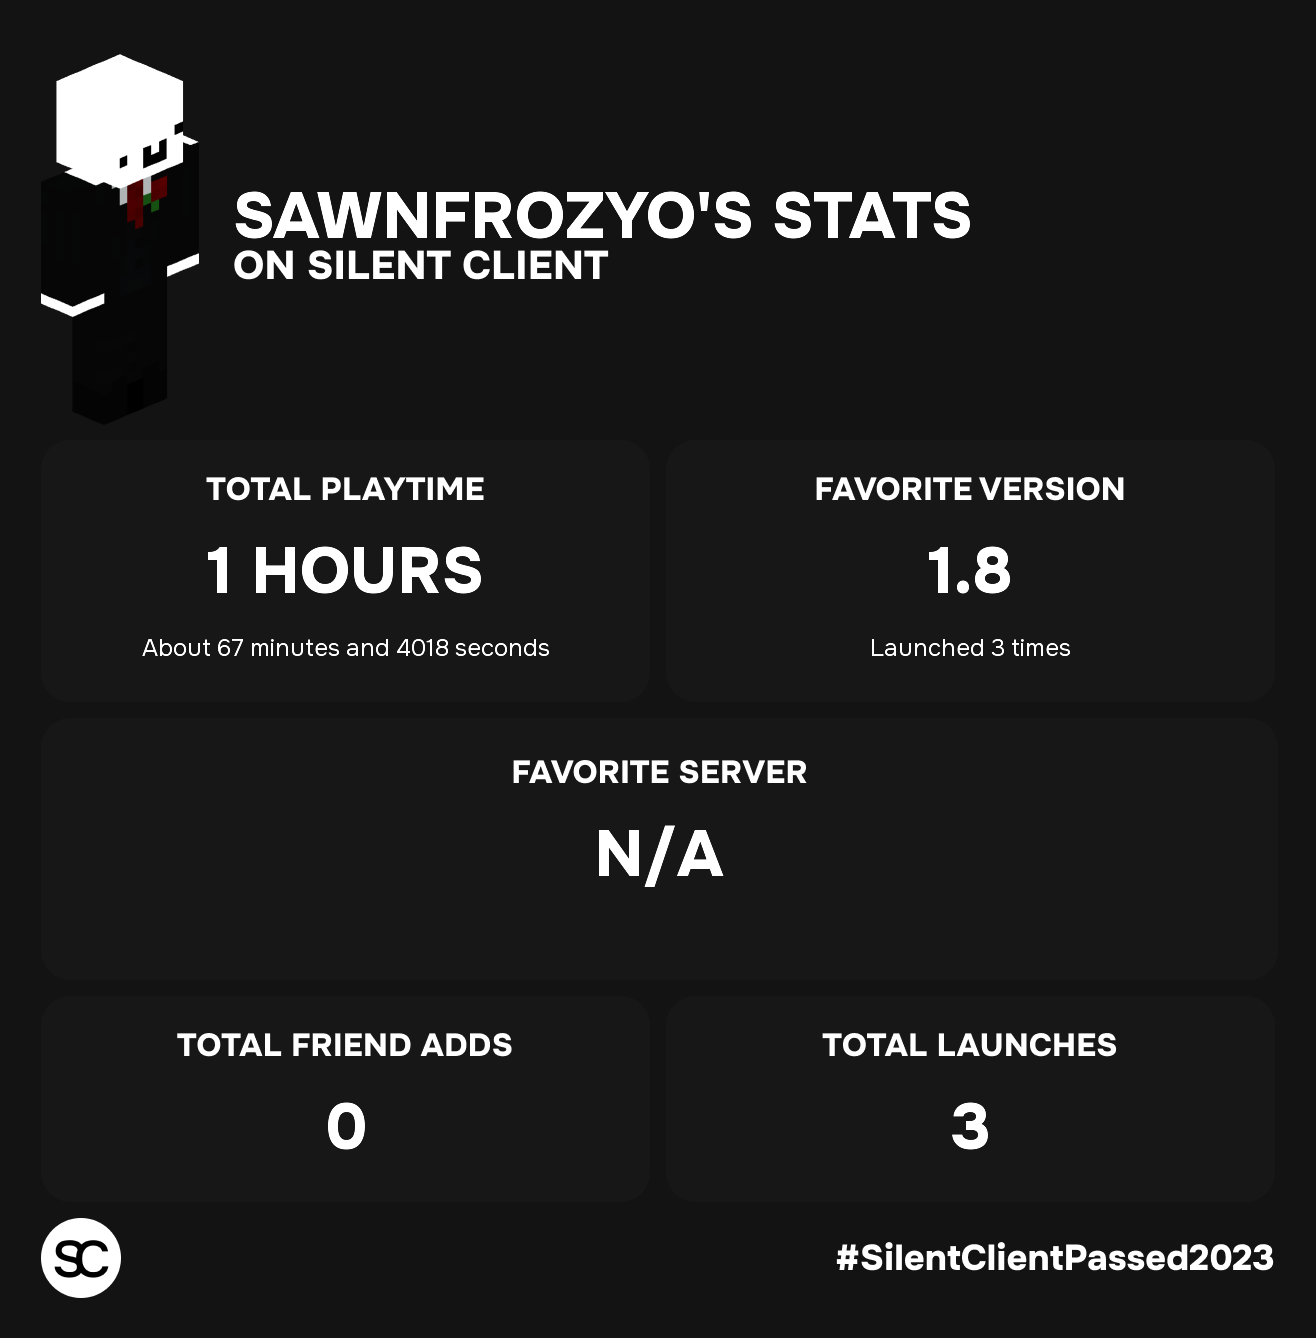 SAWNFROZYO'S STATS
ON SILENT CLIENT
TOTAL PLAYTIME
1 HOURS
About 67 minutes and 4018 seconds
FAVORITE VERSION
1.8
Launched 3 times
FAVORITE SERVER
N/A
TOTAL FRIEND ADDS
0
TOTAL LAUNCHES
3
SC
#SilentClientPassed2023